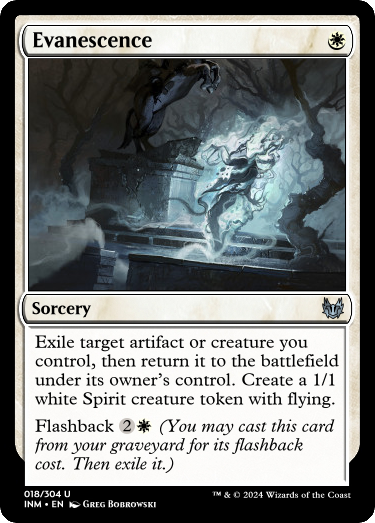 Evanescence
Sorcery
Exile target artifact or creature you
control, then return it to the battlefield
under its owner's control. Create a 1/1
white Spirit creature token with flying.
Flashback 2 (You may cast this card
from your graveyard for its flashback
cost. Then exile it.)
018/304 U
INM • EN Greg Bobrowski
™ & © 2024 Wizards of the Coast